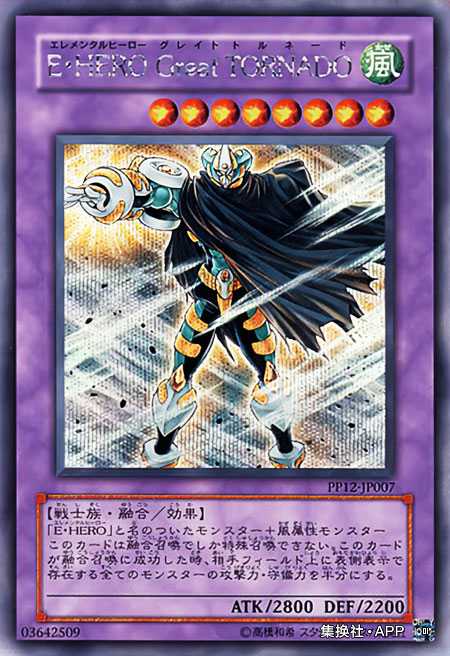 エレメンタルヒーロー グレイトトルネード
E・HERO Great TORNADO
風
PP12-JP007
【戦士族・融合/効果】
「E・HERO」と名のついたモンスター+風属性モンスター
このカードは融合召喚でしか特殊召喚できない。このカード
が融合召喚に成功した時、相手フィールド上に表側表示で
存在する全てのモンスターの攻撃力・守備力を半分にする。
ATK/2800 DEF/2200
03642509
©高橋和希 スタ
集換社・APP